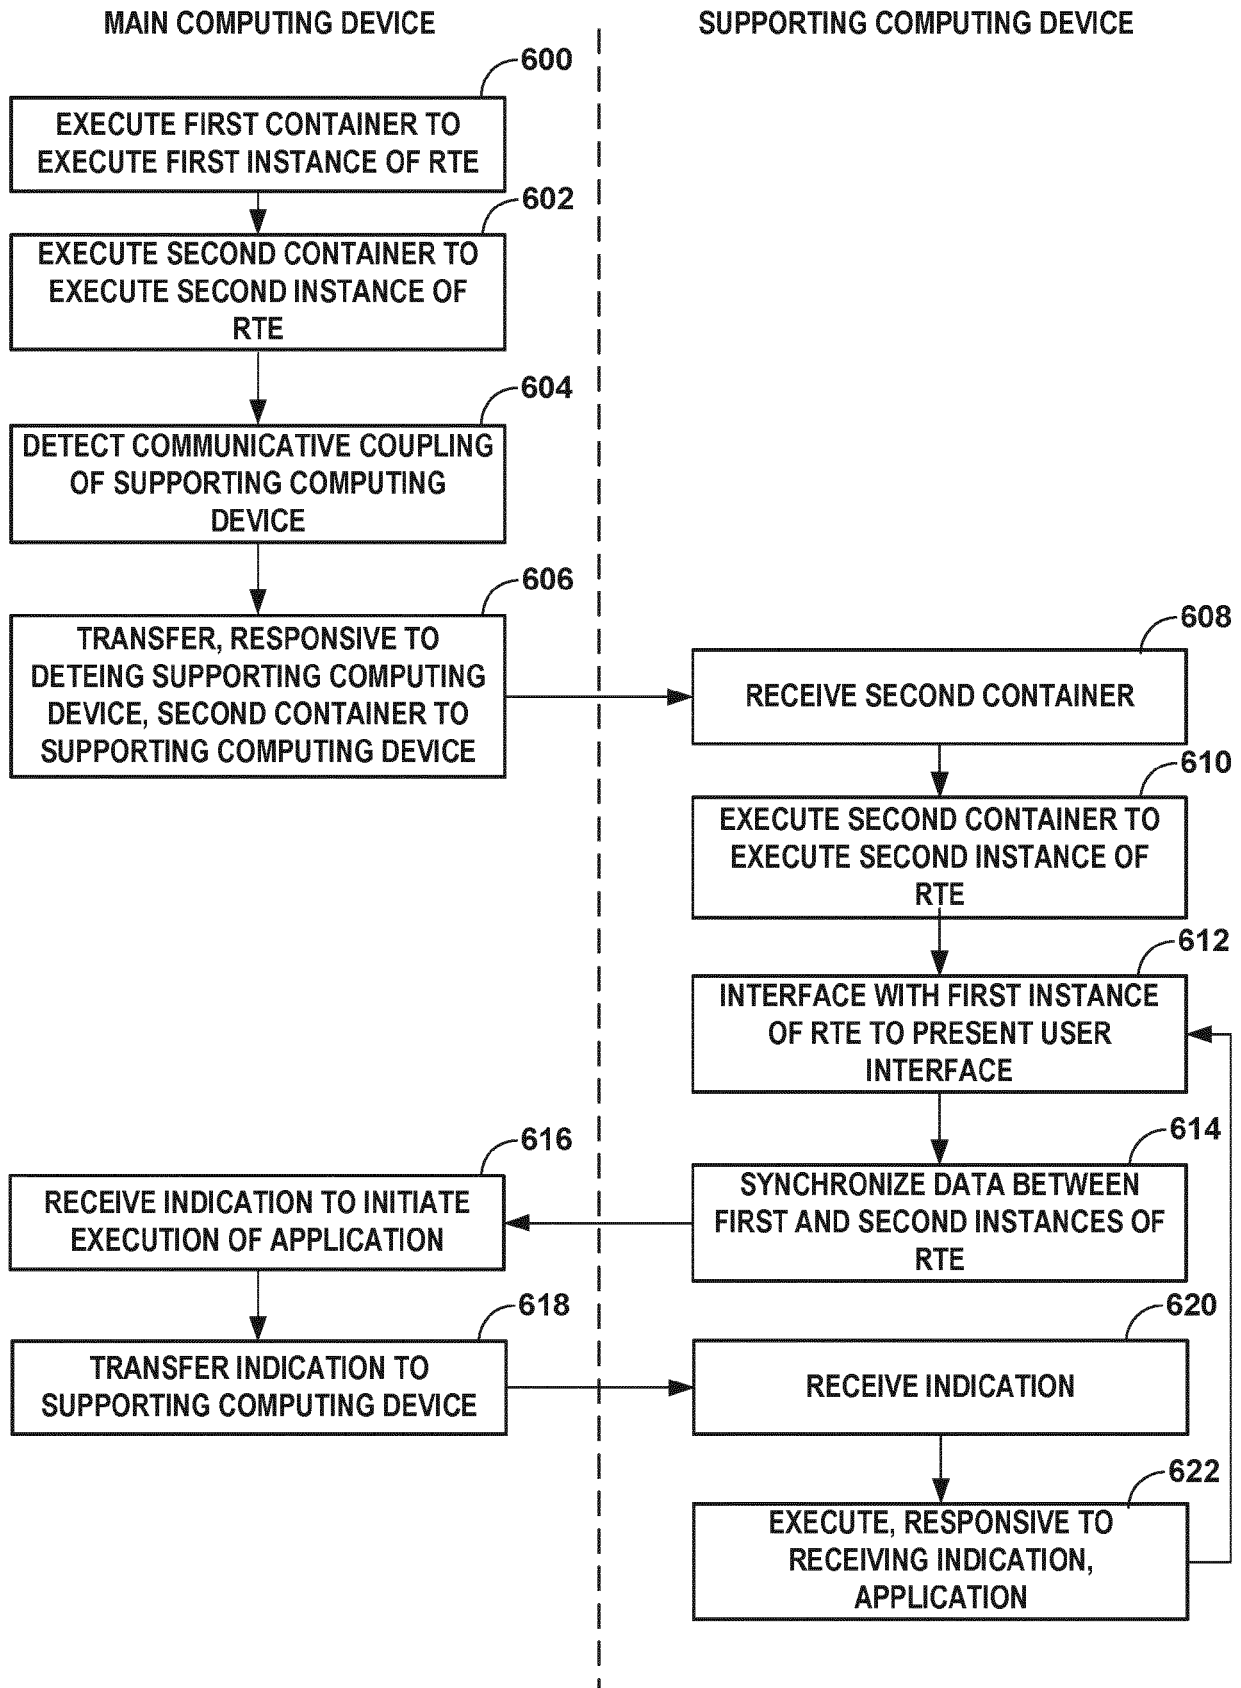 MAIN COMPUTING DEVICE
SUPPORTING COMPUTING DEVICE
600
EXECUTE FIRST CONTAINER TO
EXECUTE FIRST INSTANCE OF RTE
602
EXECUTE SECOND CONTAINER TO
EXECUTE SECOND INSTANCE OF
RTE
604
DETECT COMMUNICATIVE COUPLING
OF SUPPORTING COMPUTING
DEVICE
606
TRANSFER, RESPONSIVE TO
DETEING SUPPORTING COMPUTING
DEVICE, SECOND CONTAINER TO
SUPPORTING COMPUTING DEVICE
608
RECEIVE SECOND CONTAINER
610
EXECUTE SECOND CONTAINER TO
EXECUTE SECOND INSTANCE OF
RTE
612
INTERFACE WITH FIRST INSTANCE
OF RTE TO PRESENT USER
INTERFACE
614
SYNCHRONIZE DATA BETWEEN
FIRST AND SECOND INSTANCES OF
RTE
616
RECEIVE INDICATION TO INITIATE
EXECUTION OF APPLICATION
618
TRANSFER INDICATION TO
SUPPORTING COMPUTING DEVICE
620
RECEIVE INDICATION
622
EXECUTE, RESPONSIVE TO
RECEIVING INDICATION,
APPLICATION